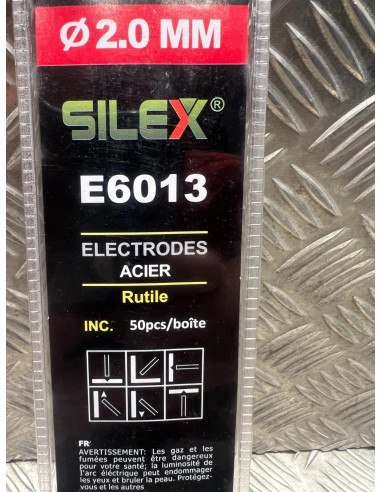 Ø 2.0 MM
SILEX®
E6013
ELECTRODES
ACIER
Rutile
INC. 50pcs/boîte
FR
AVERTISSEMENT: Les gaz et les
fumées peuvent être dangereux
pour votre santé; la luminosité de
l'arc électrique peut endommager
les yeux et bruler la peau. Protégez-
vous et les autres